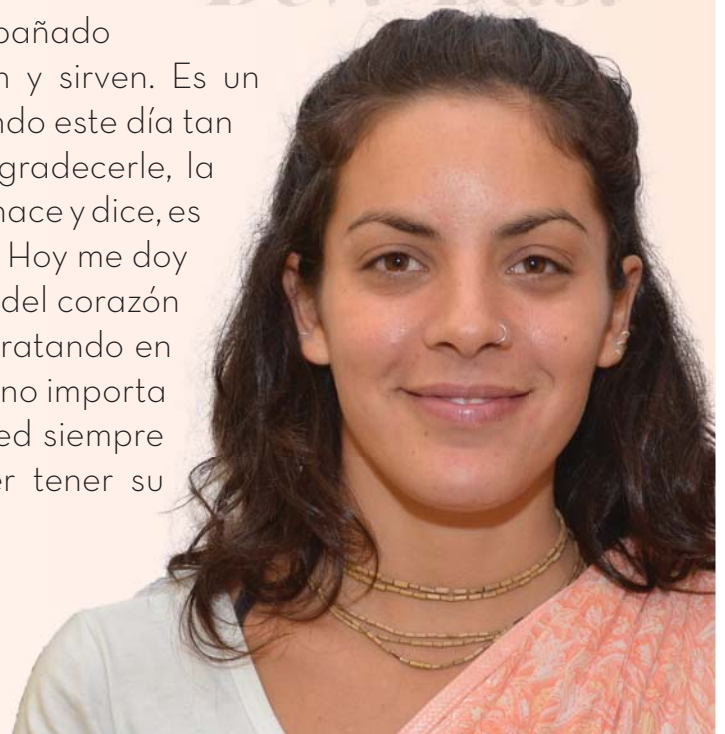 pañado
n y sirven. Es un
ndo este día tan
gradecerle, la
hace y dice, es
Hoy me doy
del corazón
ratando en
no importa
ed siempre
er tener su